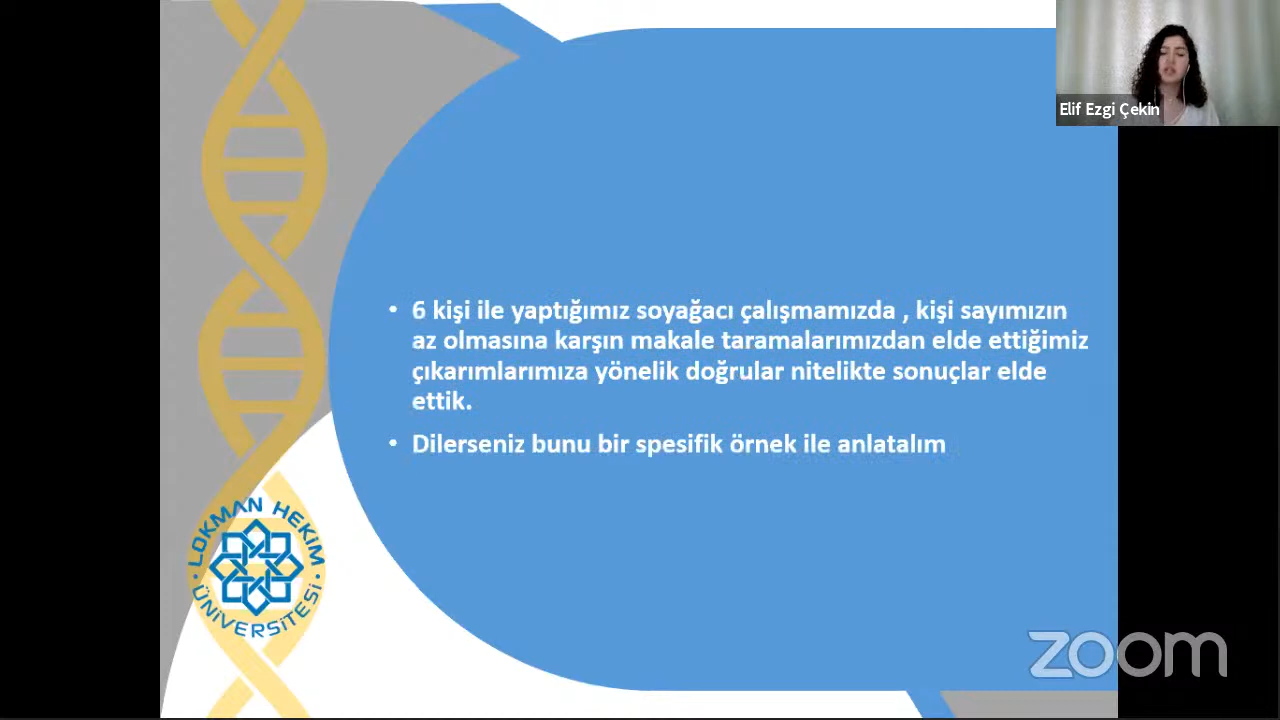 Elif Ezgi Çekin
• 6 kişi ile yaptığımız soyağacı çalışmamızda , kişi sayımızın
az olmasına karşın makale taramalarımızdan elde ettiğimiz
çıkarımlarımıza yönelik doğrular nitelikte sonuçlar elde
ettik.
• Dilerseniz bunu bir spesifik örnek ile anlatalım
LOKMAN HEKİM
ÜNİVERSİTESİ
zoom